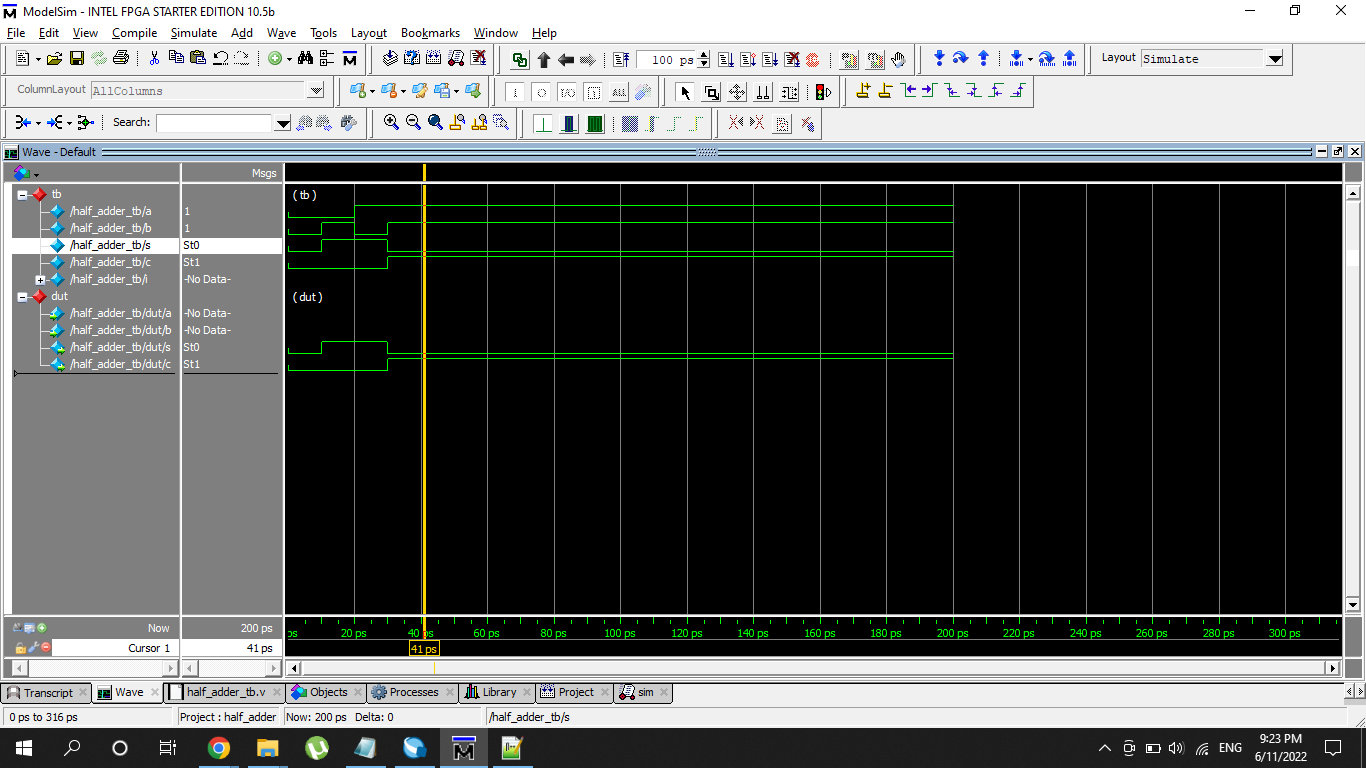 ModelSim - INTEL FPGA STARTER EDITION 10.5b
File Edit View Compile Simulate Add Wave Tools Layout Bookmarks Window Help
100 ps
Layout Simulate
ColumnLayout AllColumns
Search:
Wave - Default
Msgs
tb
(tb)
/half_adder_tb/a 1
/half_adder_tb/b 1
/half_adder_tb/s St0
/half_adder_tb/c St1
/half_adder_tb/i -No Data-
dut
(dut)
/half_adder_tb/dut/a -No Data-
/half_adder_tb/dut/b -No Data-
/half_adder_tb/dut/s St0
/half_adder_tb/dut/c St1
Now 200 ps
ps 20 ps 40 ps 60 ps 80 ps 100 ps 120 ps 140 ps 160 ps 180 ps 200 ps 220 ps 240 ps 260 ps 280 ps 300 ps
Cursor 1 41 ps
41 ps
Transcript Wave half_adder_tb.v Objects Processes Library Project sim
0 ps to 316 ps Project : half_adder Now: 200 ps Delta: 0 /half_adder_tb/s
ENG
9:23 PM
6/11/2022